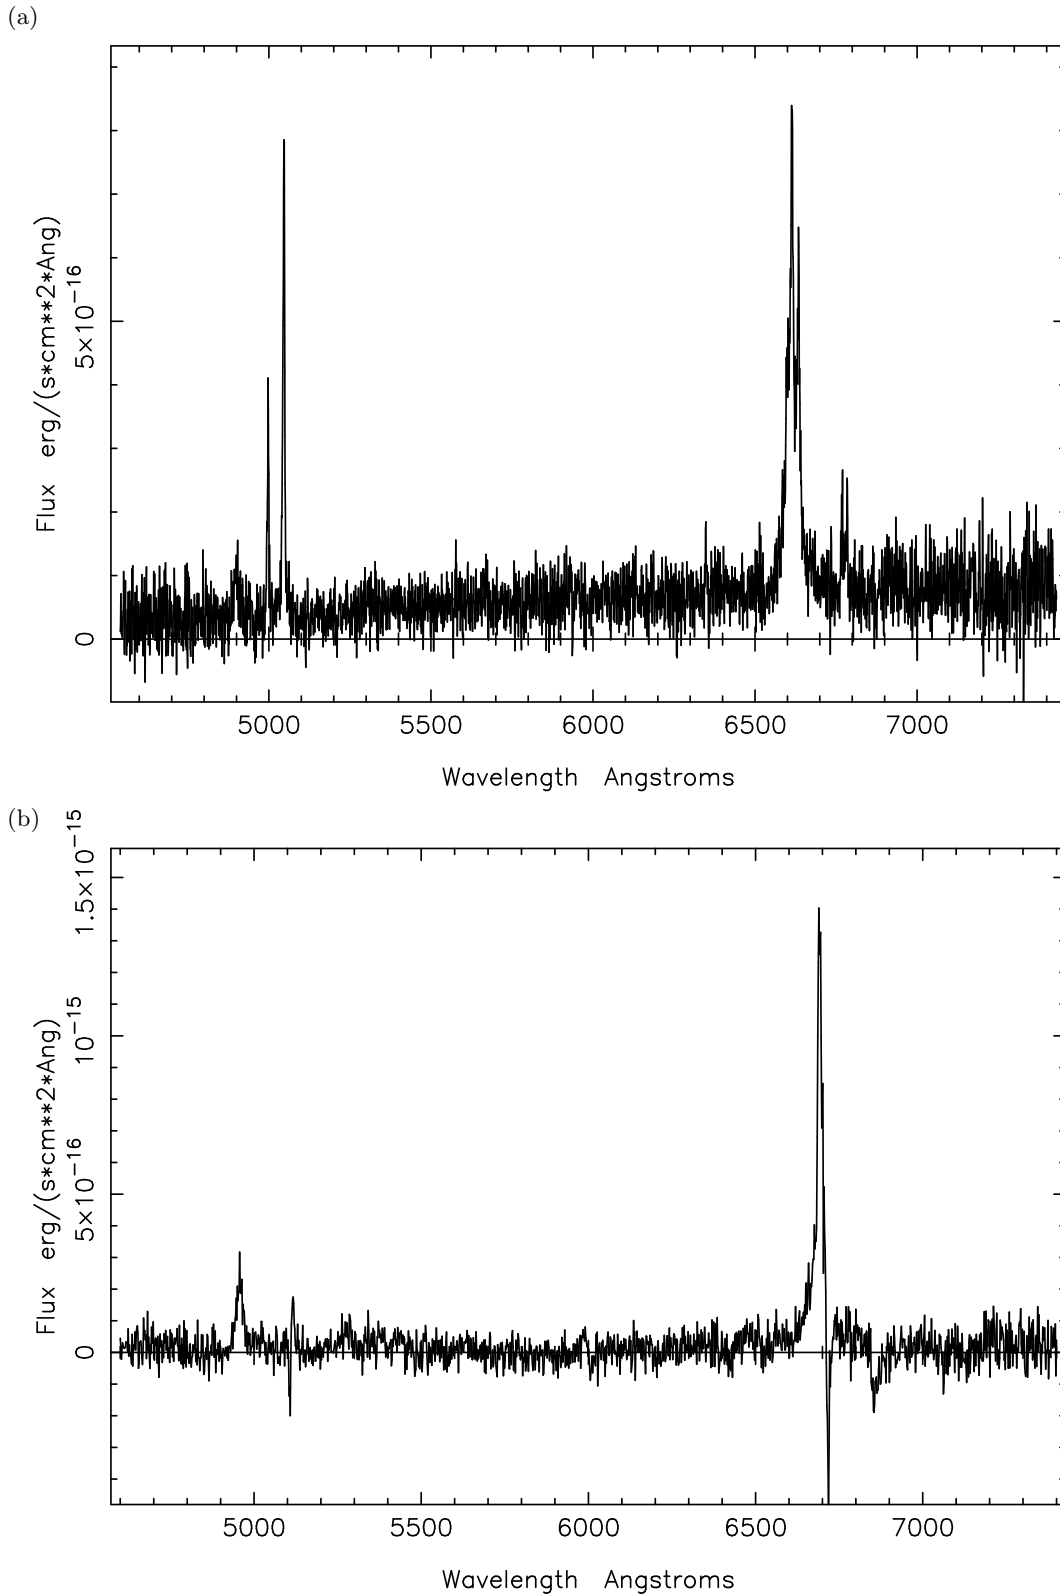 (a)
Flux erg/(s*cm**2*Ang)
5×10−16
0
5000 5500 6000 6500 7000
Wavelength Angstroms
(b)
Flux erg/(s*cm**2*Ang)
1.5×10−15
10−15
5×10−16
0
5000 5500 6000 6500 7000
Wavelength Angstroms